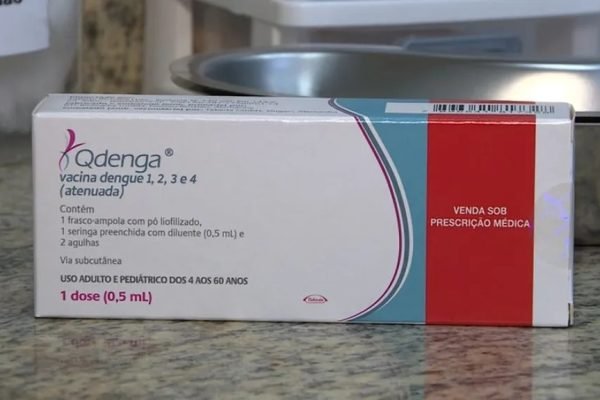 Qdenga®
vacina dengue 1, 2, 3 e 4
(atenuada)
Contém
1 frasco-ampola com pó liofilizado,
1 seringa preenchida com diluente (0,5 mL) e
2 agulhas
Via subcutânea
USO ADULTO E PEDIÁTRICO DOS 4 AOS 60 ANOS
1 dose (0,5 mL)
Takeda
VENDA SOB
PRESCRIÇÃO MÉDICA